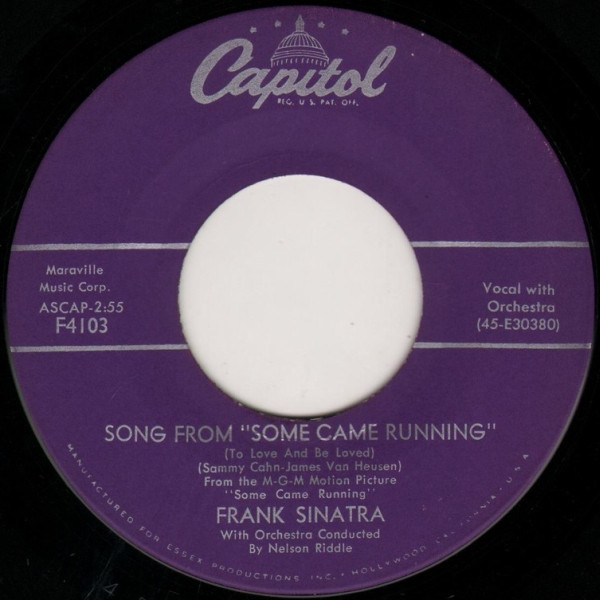 Capitol
REG. U.S. PAT. OFF.
Maraville
Music Corp.
ASCAP-2:55
F4103
Vocal with
Orchestra
(45-E30380)
SONG FROM "SOME CAME RUNNING"
(To Love And Be Loved)
(Sammy Cahn-James Van Heusen)
From the M-G-M Motion Picture
"Some Came Running"
FRANK SINATRA
With Orchestra Conducted
By Nelson Riddle
MANUFACTURED FOR ESSEX PRODUCTIONS INC. • HOLLYWOOD, CALIFORNIA, U.S.A.